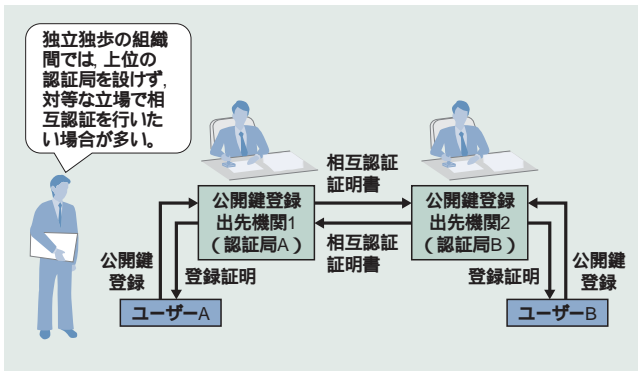 独立独歩の組織
間では, 上位の
認証局を設けず,
対等な立場で相
互認証を行いた
い場合が多い。
相互認証
証明書
公開鍵登録
出先機関1
（認証局A）
公開鍵登録
出先機関2
（認証局B）
相互認証
証明書
公開鍵
登録
登録証明
登録証明
公開鍵
登録
ユーザーA
ユーザーB